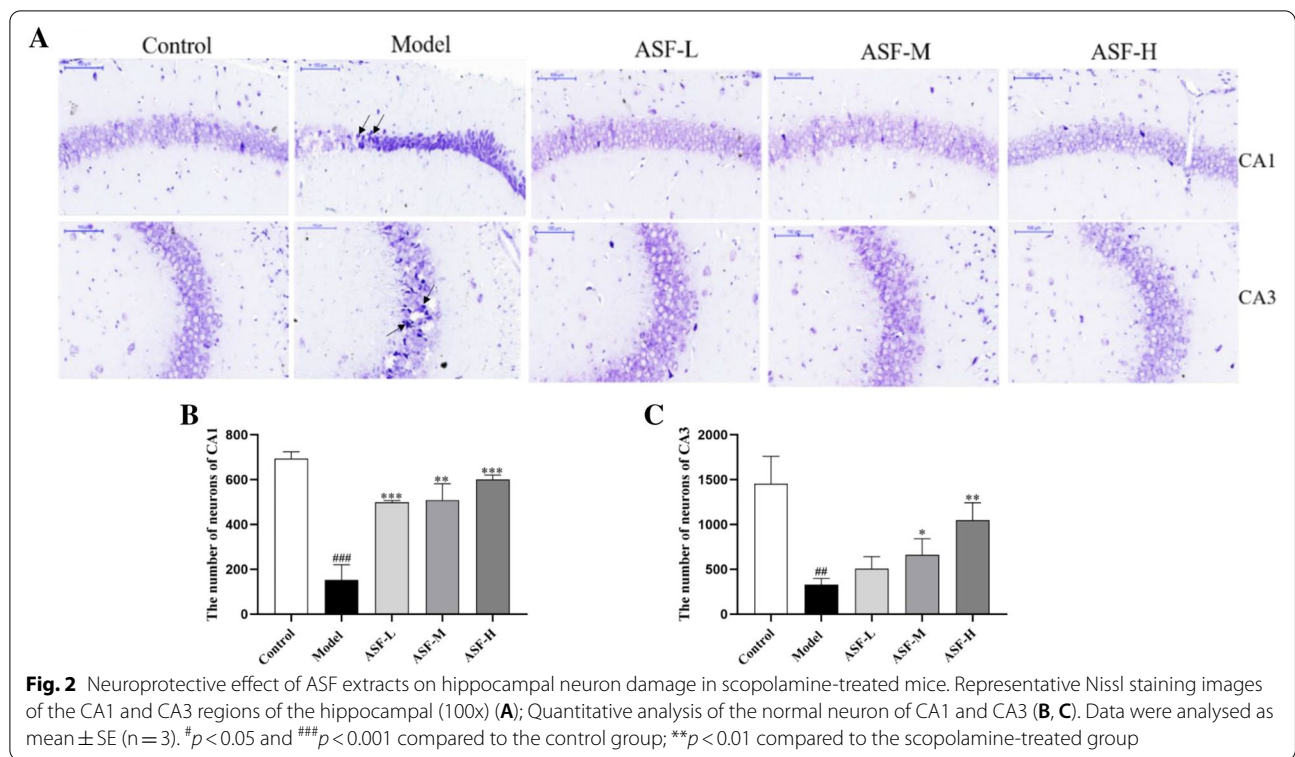 A
Control Model ASF-L ASF-M ASF-H
CA1
CA3
B
The number of neurons of CA1
800
600
400
200
0
###
***
**
***
Control Model ASF-L ASF-M ASF-H
C
The number of neurons of CA3
2000
1500
1000
500
0
##
*
**
Control Model ASF-L ASF-M ASF-H
Fig. 2 Neuroprotective effect of ASF extracts on hippocampal neuron damage in scopolamine-treated mice. Representative Nissl staining images
of the CA1 and CA3 regions of the hippocampal (100x) (A); Quantitative analysis of the normal neuron of CA1 and CA3 (B, C). Data were analysed as
mean ± SE (n = 3). #p < 0.05 and ###p < 0.001 compared to the control group; **p < 0.01 compared to the scopolamine-treated group